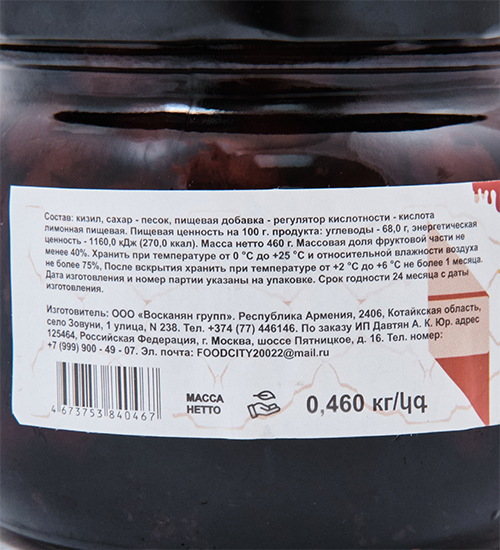 Состав: кизил, сахар - песок, пищевая добавка - регулятор кислотности - кислота
лимонная пищевая. Пищевая ценность на 100 г. продукта: углеводы - 68,0 г, энергетическая
ценность - 1160,0 кДж (270,0 ккал). Масса нетто 460 г. Массовая доля фруктовой части не
менее 40%. Хранить при температуре от 0 °С до +25 °С и относительной влажности воздуха
не более 75%, После вскрытия хранить при температуре от +2 °С до +6 °С не более 1 месяца.
Дата изготовления и номер партии указаны на упаковке. Срок годности 24 месяца с даты
изготовления.
Изготовитель: ООО «Восканян групп». Республика Армения, 2406, Котайкская область,
село Зовуни, 1 улица, N 238. Тел. +374 (77) 446146. По заказу ИП Давтян А. К. Юр. адрес
125464, Российская Федерация, г. Москва, шоссе Пятницкое, д. 16. Тел. номер:
+7 (999) 900 - 49 - 07. Эл. почта: FOODCITY20022@mail.ru
4 673753 840467
МАССА
НЕТТО
0,460 кг/կգ